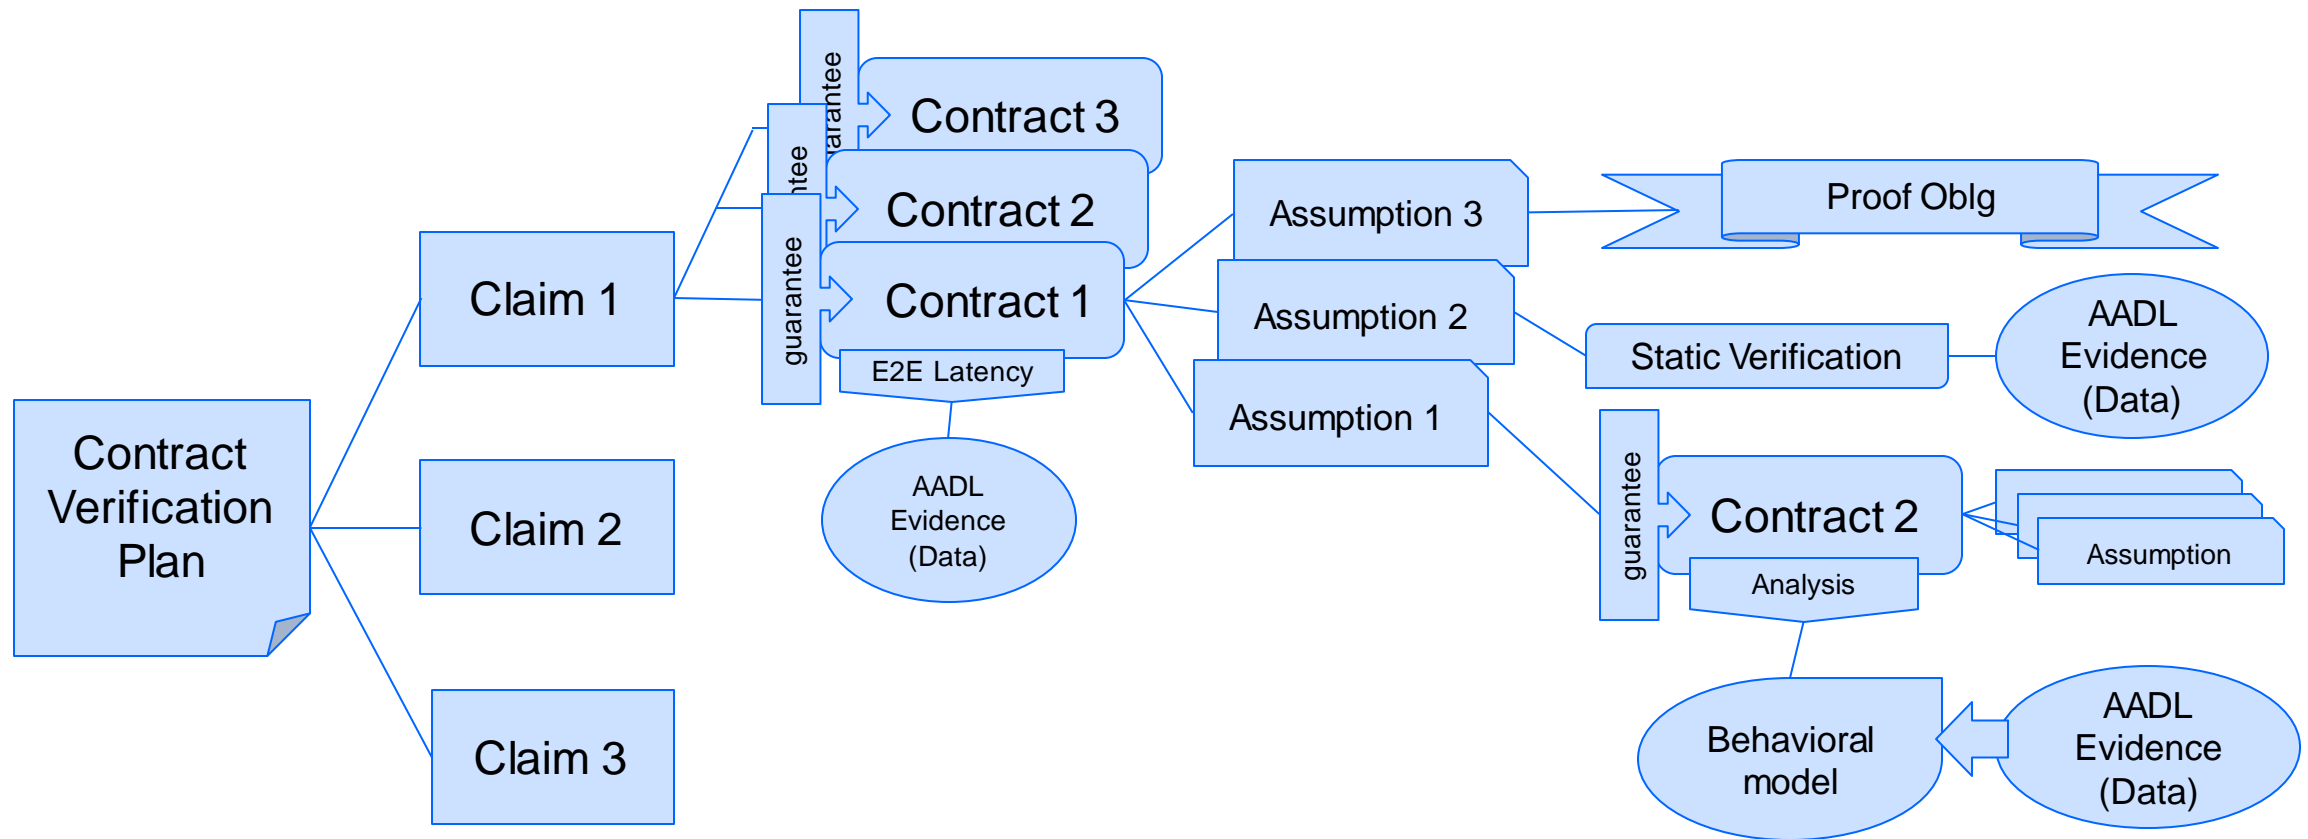 Contract
Verification
Plan
Claim 1
Claim 2
Claim 3
Contract 3
Contract 2
guarantee
Contract 1
E2E Latency
AADL
Evidence
(Data)
Assumption 3
Assumption 2
Assumption 1
Proof Oblg
Static Verification
AADL
Evidence
(Data)
guarantee
Contract 2
Analysis
Assumption
Behavioral
model
AADL
Evidence
(Data)